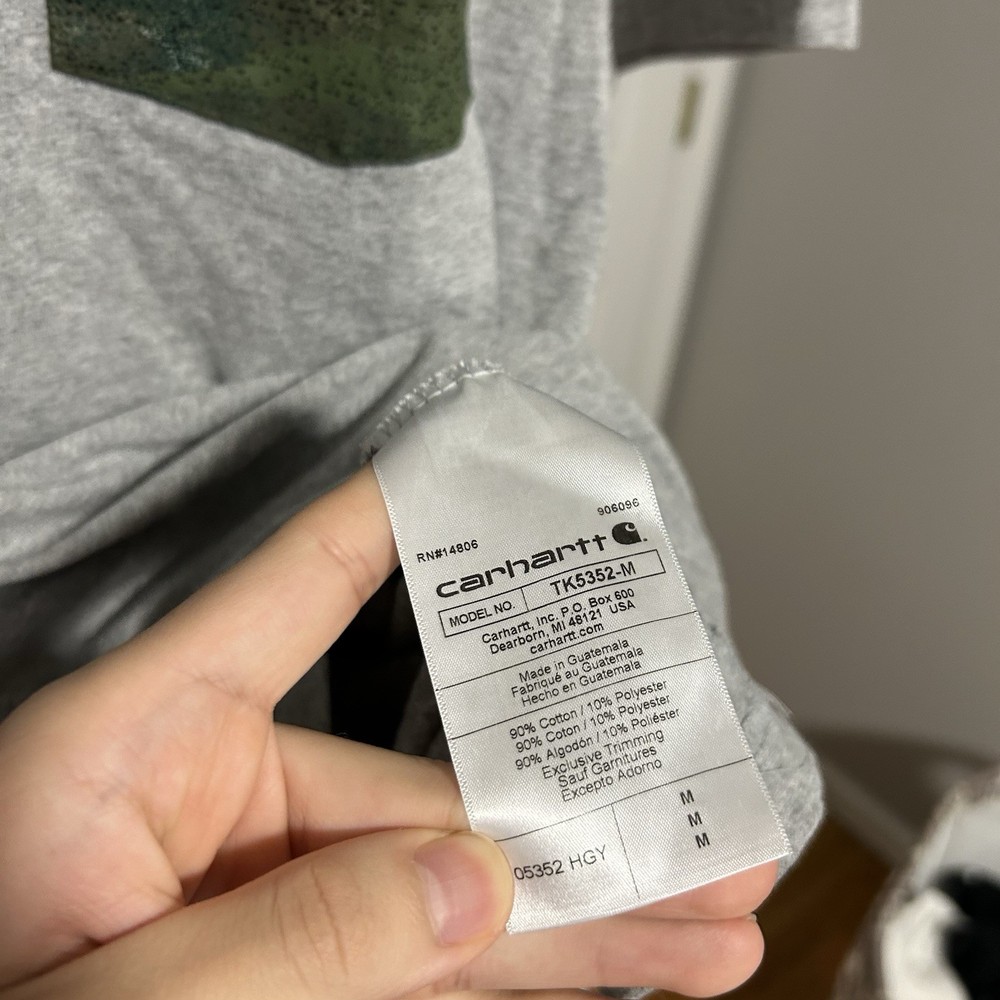 906096
RN#14806
carhartt
MODEL NO. TK5352-M
Carhartt, Inc. P.O. Box 600
Dearborn, MI 48121 USA
carhartt.com
Made in Guatemala
Fabriqué au Guatemala
Hecho en Guatemala
90% Cotton / 10% Polyester
90% Coton / 10% Polyester
90% Algodón / 10% Poliéster
Exclusive Trimming
Sauf Garnitures
Excepto Adorno
M
M
M
05352 HGY